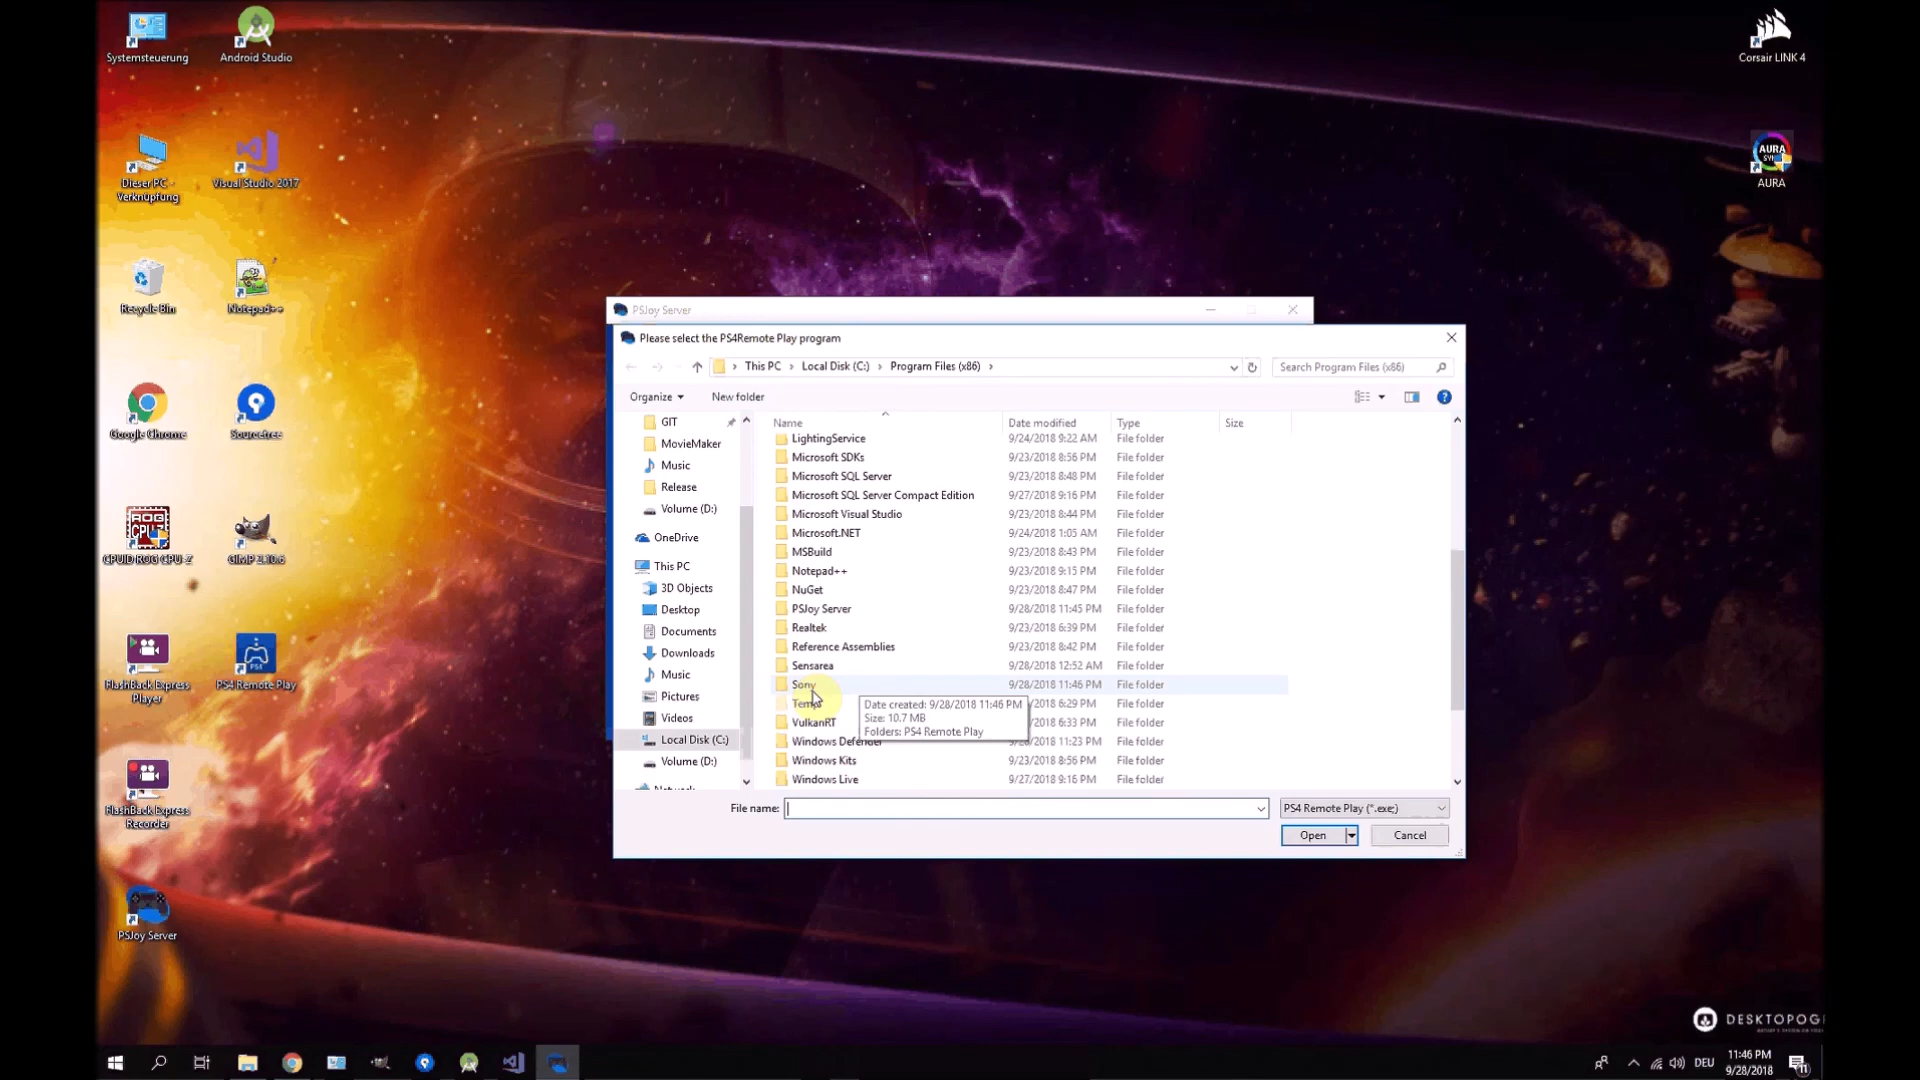 Systemsteuerung
Android Studio
Corsair LINK 4
Dieser PC -
Verknüpfung
Visual Studio 2017
AURA
SYNC
AURA
Recycle Bin
Notepad++
Google Chrome
Sourcetree
ROG
CPU-Z
CPUID ROG CPU-Z
GIMP 2.10.6
FlashBack Express
Player
PS4
PS4 Remote Play
FlashBack Express
Recorder
PSJoy Server
PSJoy Server
Please select the PS4Remote Play program
This PC
Local Disk (C:)
Program Files (x86)
Search Program Files (x86)
Organize
New folder
GIT
MovieMaker
Music
Release
Volume (D:)
OneDrive
This PC
3D Objects
Desktop
Documents
Downloads
Music
Pictures
Videos
Local Disk (C:)
Volume (D:)
Network
Name Date modified Type Size
LightingService 9/24/2018 9:22 AM File folder
Microsoft SDKs 9/23/2018 8:56 PM File folder
Microsoft SQL Server 9/23/2018 8:48 PM File folder
Microsoft SQL Server Compact Edition 9/27/2018 9:16 PM File folder
Microsoft Visual Studio 9/23/2018 8:44 PM File folder
Microsoft.NET 9/24/2018 1:05 AM File folder
MSBuild 9/23/2018 8:43 PM File folder
Notepad++ 9/23/2018 9:15 PM File folder
NuGet 9/23/2018 8:47 PM File folder
PSJoy Server 9/28/2018 11:45 PM File folder
Realtek 9/23/2018 6:39 PM File folder
Reference Assemblies 9/23/2018 8:42 PM File folder
Sensarea 9/28/2018 12:52 AM File folder
Sony 9/28/2018 11:46 PM File folder
Temp 8 6:29 PM File folder
VulkanRT 8 6:33 PM File folder
Windows Defender 11:23 PM File folder
Windows Kits 9/23/2018 8:56 PM File folder
Windows Live 9/27/2018 9:16 PM File folder
Date created: 9/28/2018 11:46 PM
Size: 10.7 MB
Folders: PS4 Remote Play
File name:
PS4 Remote Play (*.exe;)
Open
Cancel
DESKTOPOG
DEU
11:46 PM
9/28/2018
11